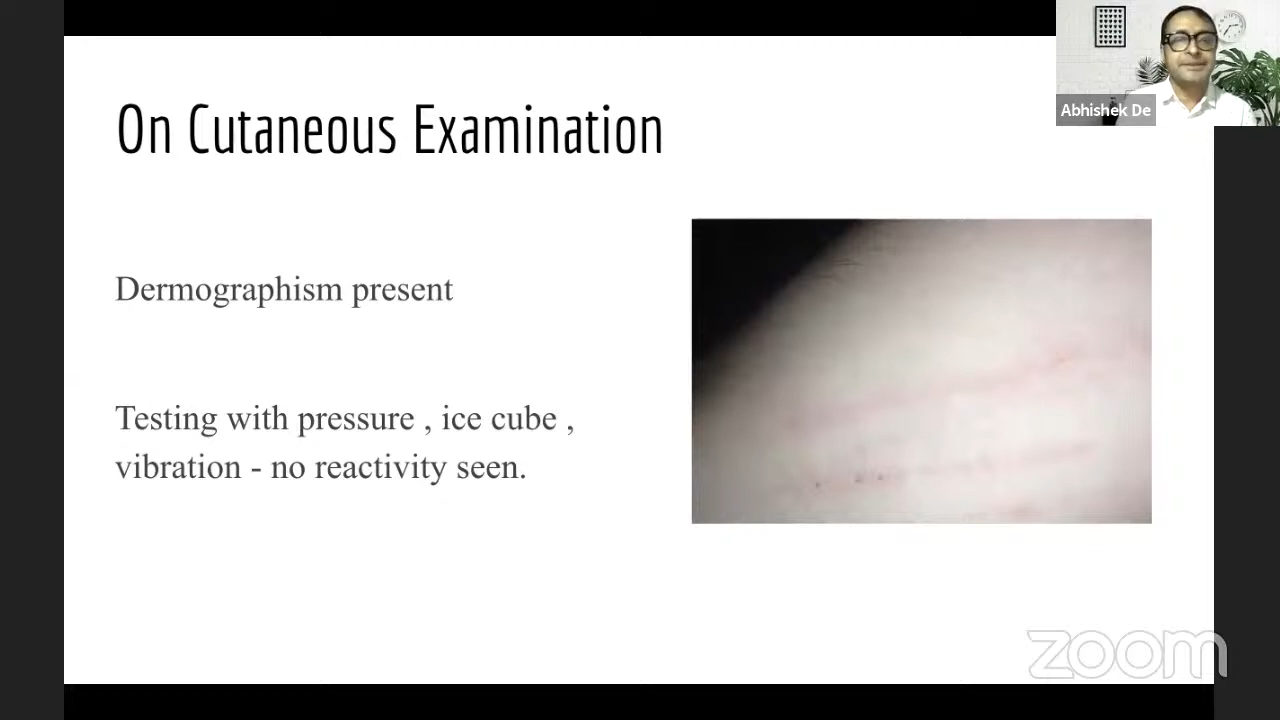 Abhishek De
On Cutaneous Examination
Dermographism present
Testing with pressure , ice cube ,
vibration - no reactivity seen.
zoom